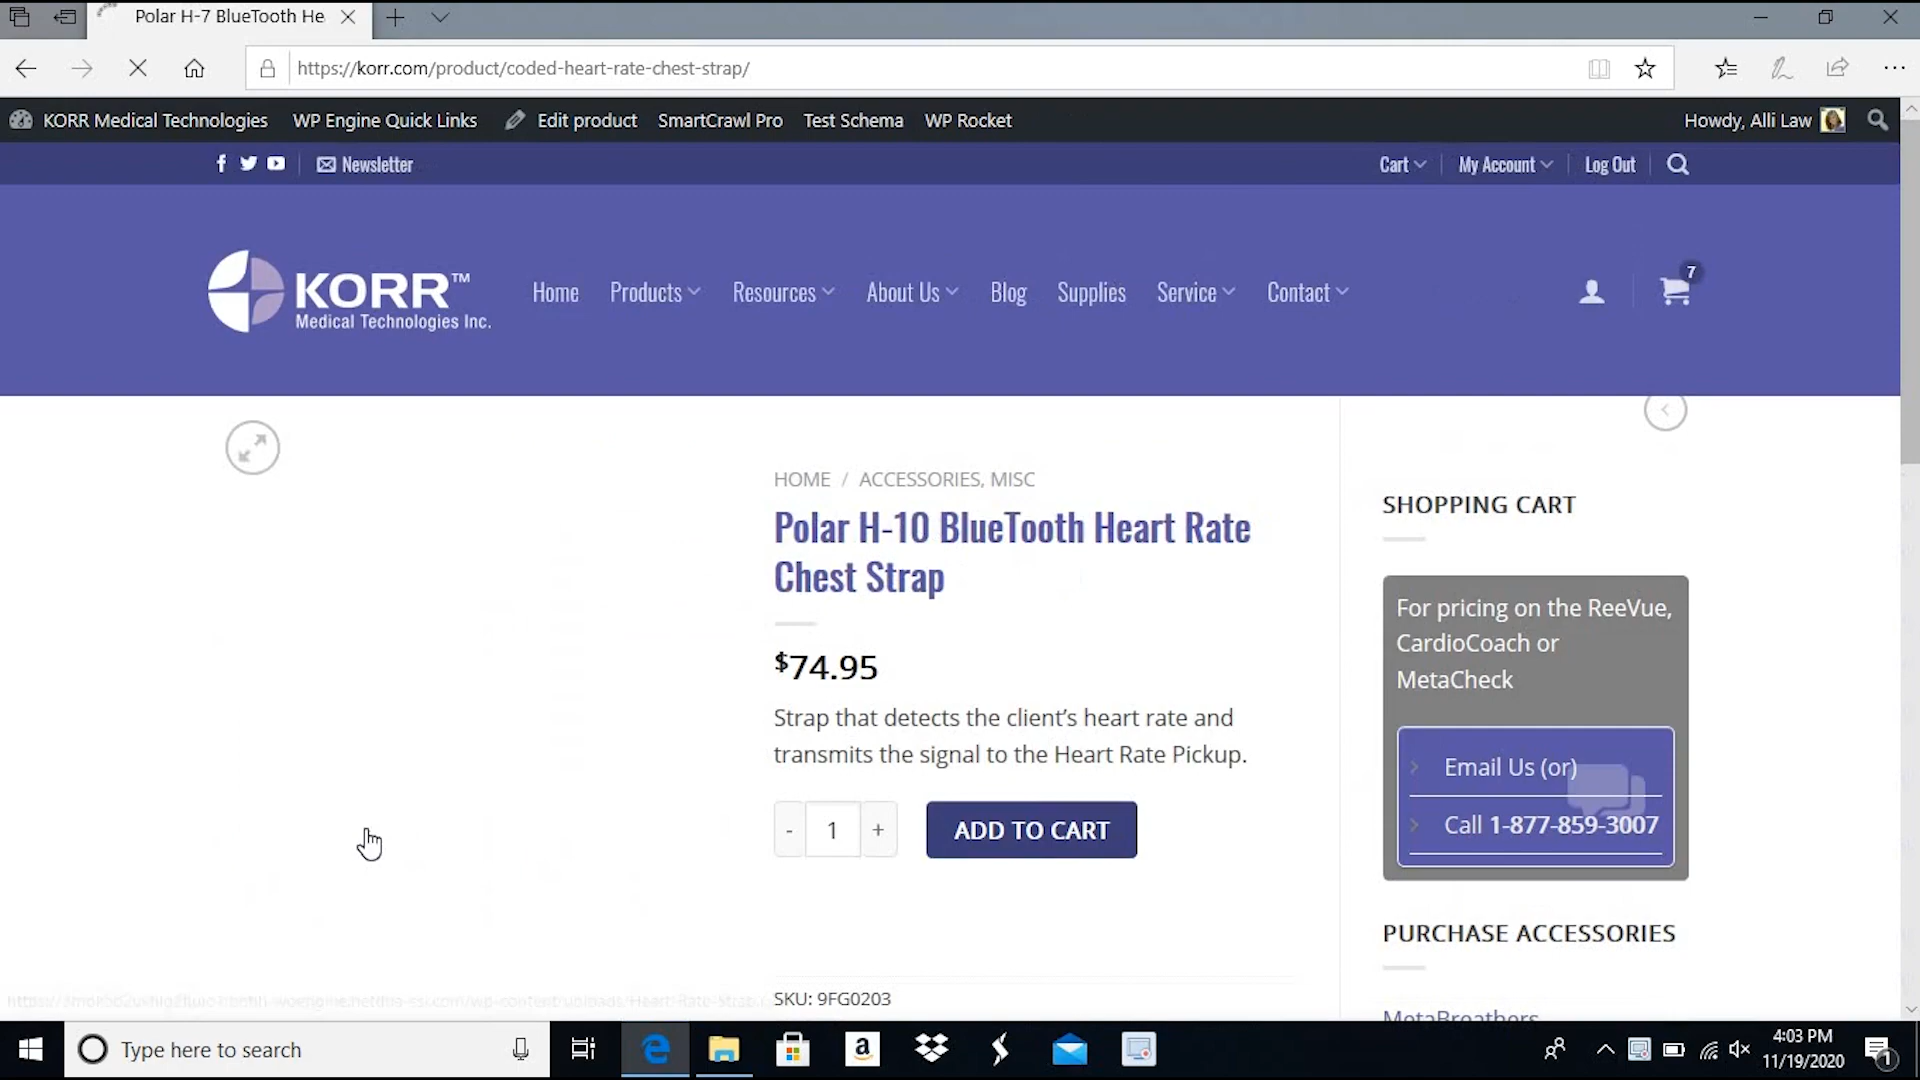 Polar H-7 BlueTooth He
https://korr.com/product/coded-heart-rate-chest-strap/
KORR Medical Technologies WP Engine Quick Links Edit product SmartCrawl Pro Test Schema WP Rocket Howdy, Alli Law
Newsletter Cart My Account Log Out
7
KORR™
Medical Technologies Inc.
Home Products Resources About Us Blog Supplies Service Contact
HOME / ACCESSORIES, MISC
Polar H-10 BlueTooth Heart Rate
Chest Strap
$74.95
Strap that detects the client’s heart rate and
transmits the signal to the Heart Rate Pickup.
- 1 + ADD TO CART
SKU: 9FG0203
SHOPPING CART
For pricing on the ReeVue,
CardioCoach or
MetaCheck
Email Us (or)
Call 1-877-859-3007
PURCHASE ACCESSORIES
MetaBreathers
Type here to search
4:03 PM
11/19/2020
1